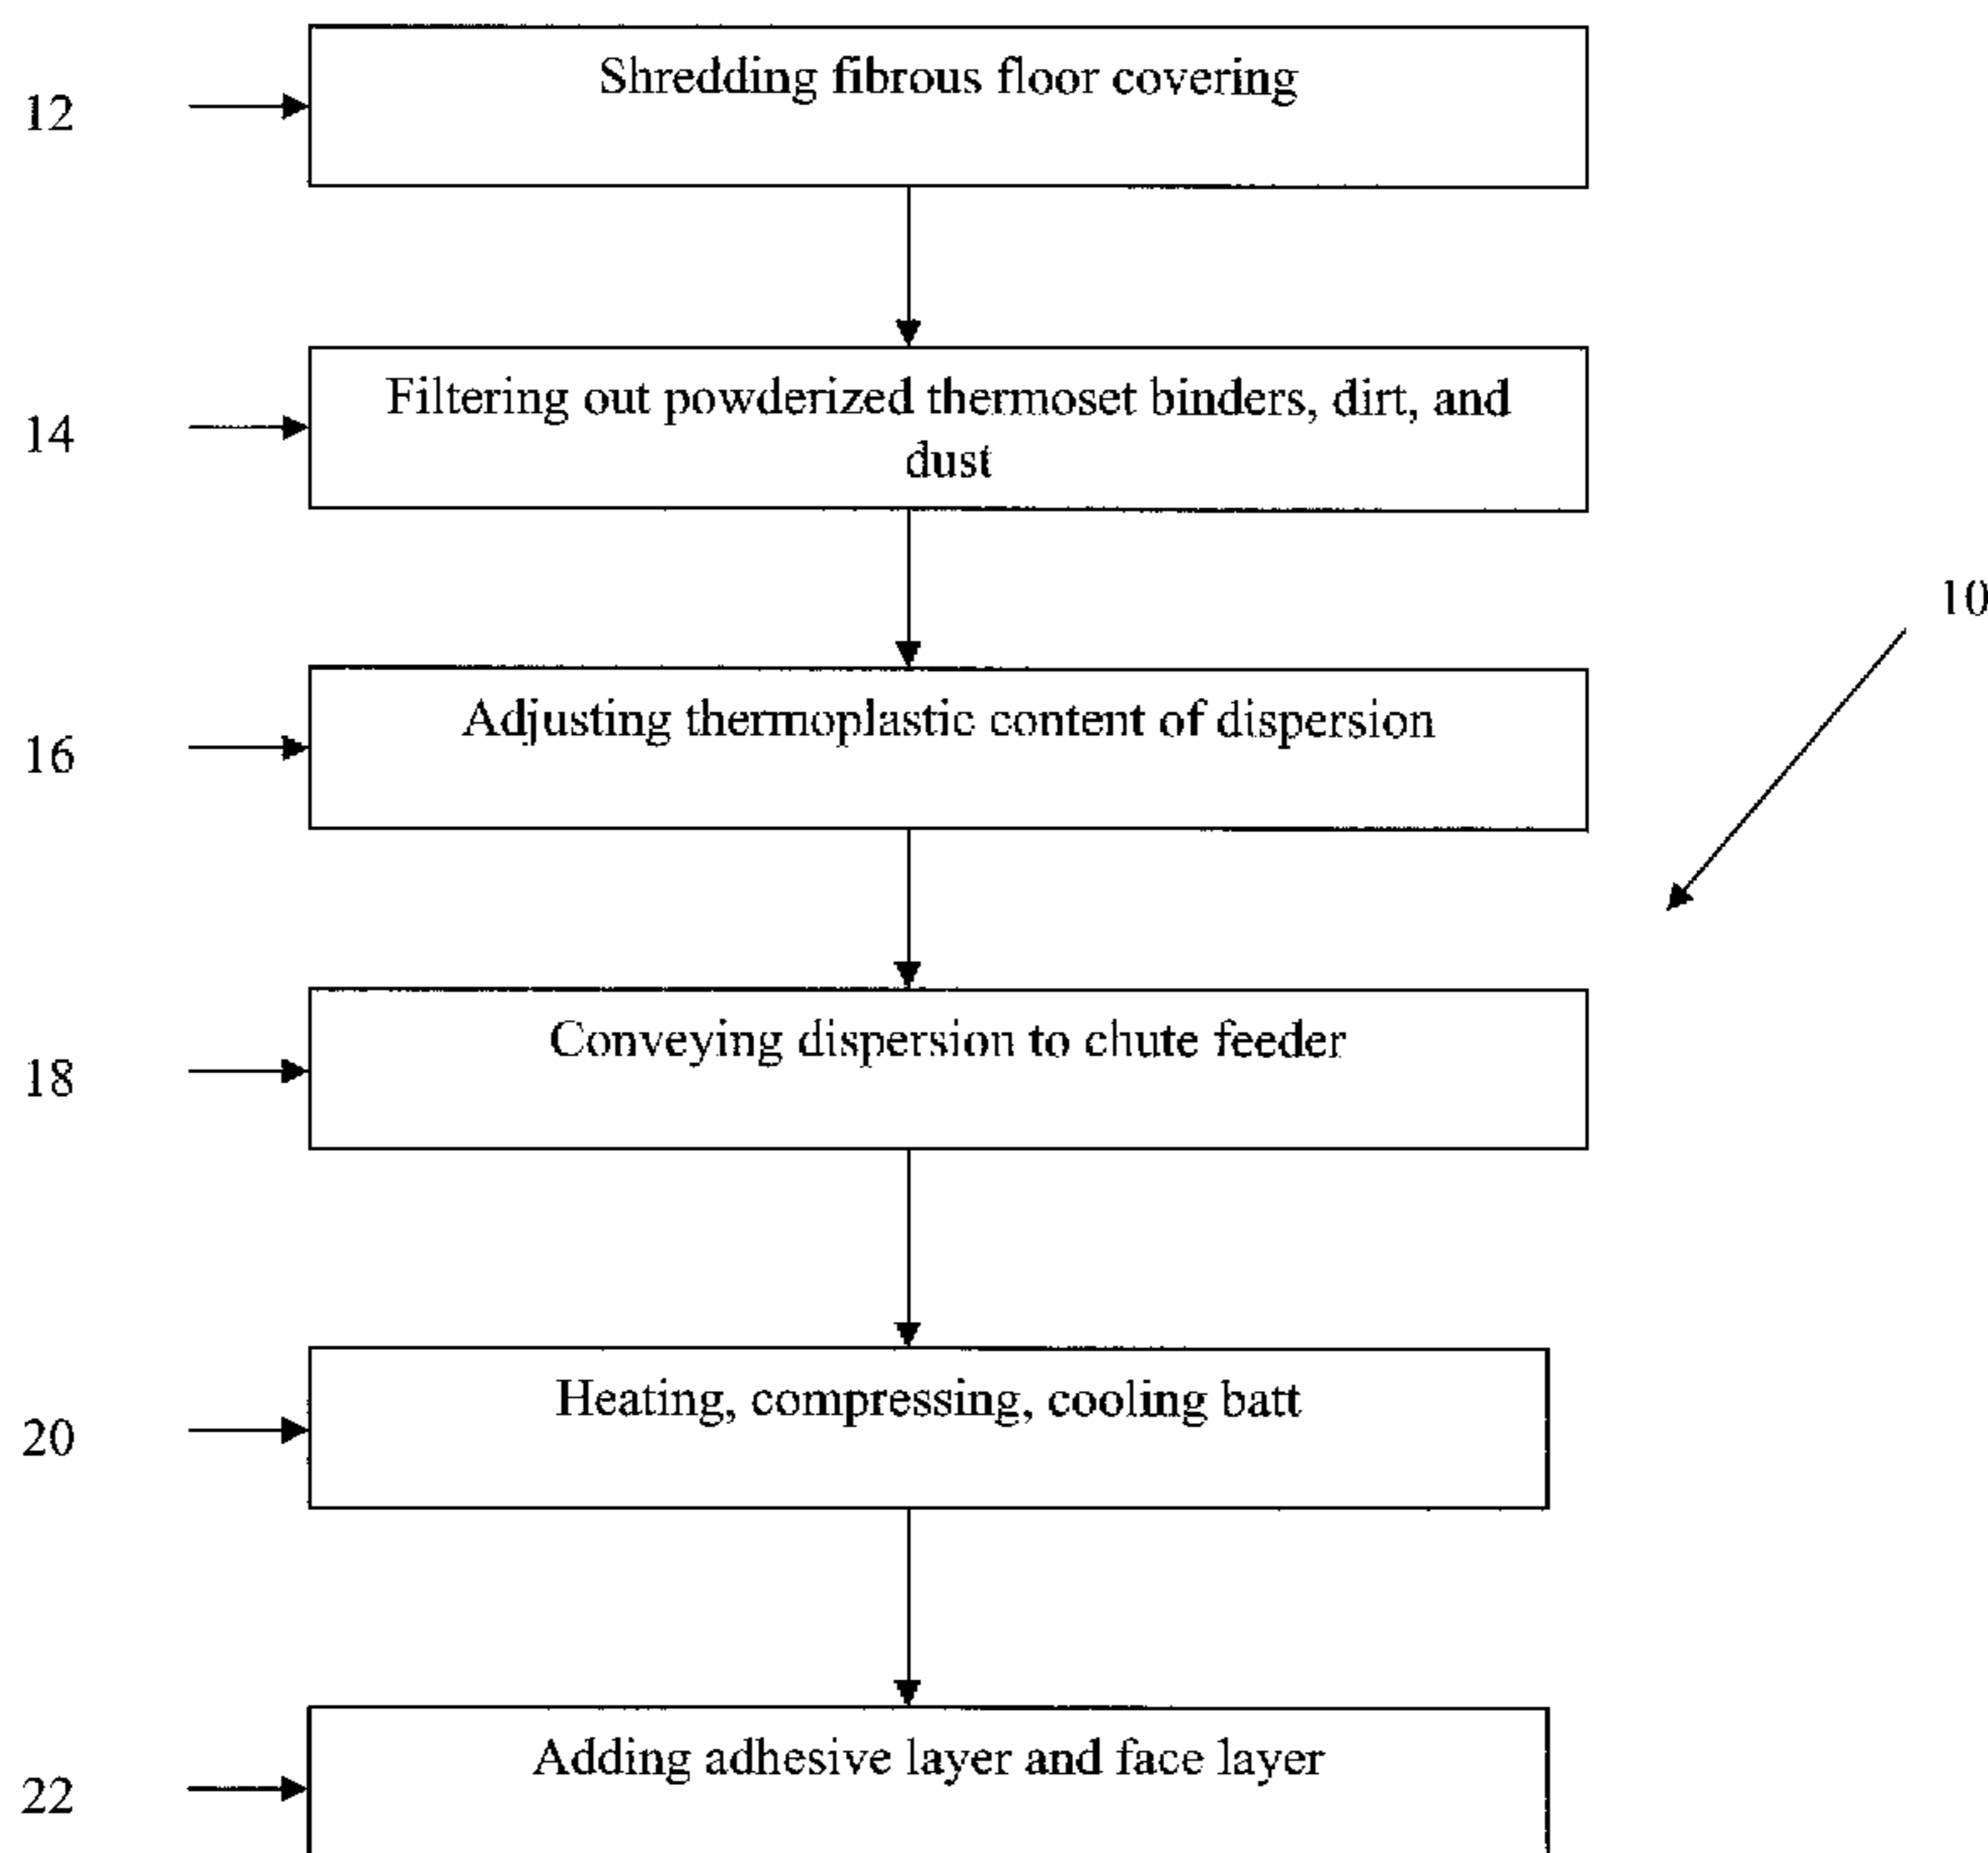 Shredding fibrous floor covering
12
Filtering out powderized thermoset binders, dirt, and
dust
14
10
Adjusting thermoplastic content of dispersion
16
Conveying dispersion to chute feeder
18
Heating, compressing, cooling batt
20
Adding adhesive layer and face layer
22